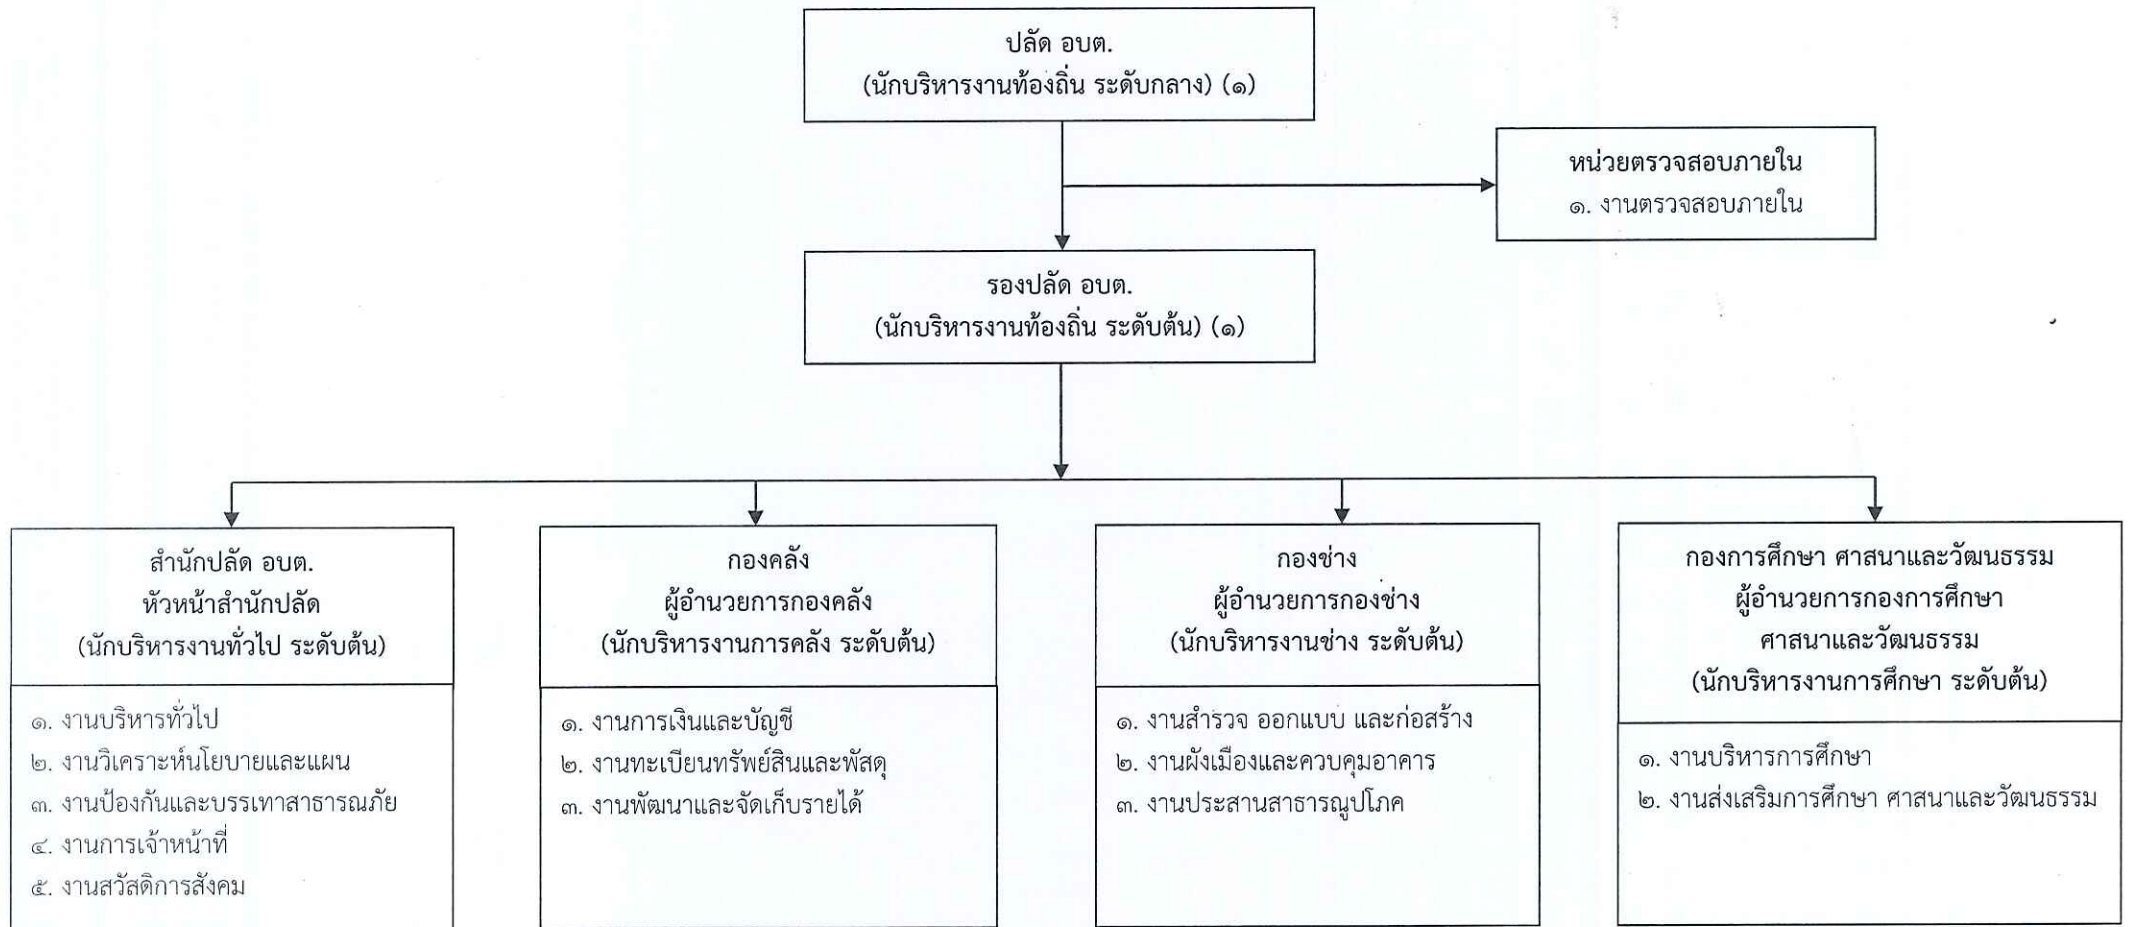 ปลัด อบต.
(นักบริหารงานท้องถิ่น ระดับกลาง) (๑)
หน่วยตรวจสอบภายใน
๑. งานตรวจสอบภายใน
รองปลัด อบต.
(นักบริหารงานท้องถิ่น ระดับต้น) (๑)
สำนักปลัด อบต.
หัวหน้าสำนักปลัด
(นักบริหารงานทั่วไป ระดับต้น)
๑. งานบริหารทั่วไป
๒. งานวิเคราะห์นโยบายและแผน
๓. งานป้องกันและบรรเทาสาธารณภัย
๔. งานการเจ้าหน้าที่
๕. งานสวัสดิการสังคม
กองคลัง
ผู้อำนวยการกองคลัง
(นักบริหารงานการคลัง ระดับต้น)
๑. งานการเงินและบัญชี
๒. งานทะเบียนทรัพย์สินและพัสดุ
๓. งานพัฒนาและจัดเก็บรายได้
กองช่าง
ผู้อำนวยการกองช่าง
(นักบริหารงานช่าง ระดับต้น)
๑. งานสำรวจ ออกแบบ และก่อสร้าง
๒. งานผังเมืองและควบคุมอาคาร
๓. งานประสานสาธารณูปโภค
กองการศึกษา ศาสนาและวัฒนธรรม
ผู้อำนวยการกองการศึกษา
ศาสนาและวัฒนธรรม
(นักบริหารงานการศึกษา ระดับต้น)
๑. งานบริหารการศึกษา
๒. งานส่งเสริมการศึกษา ศาสนาและวัฒนธรรม